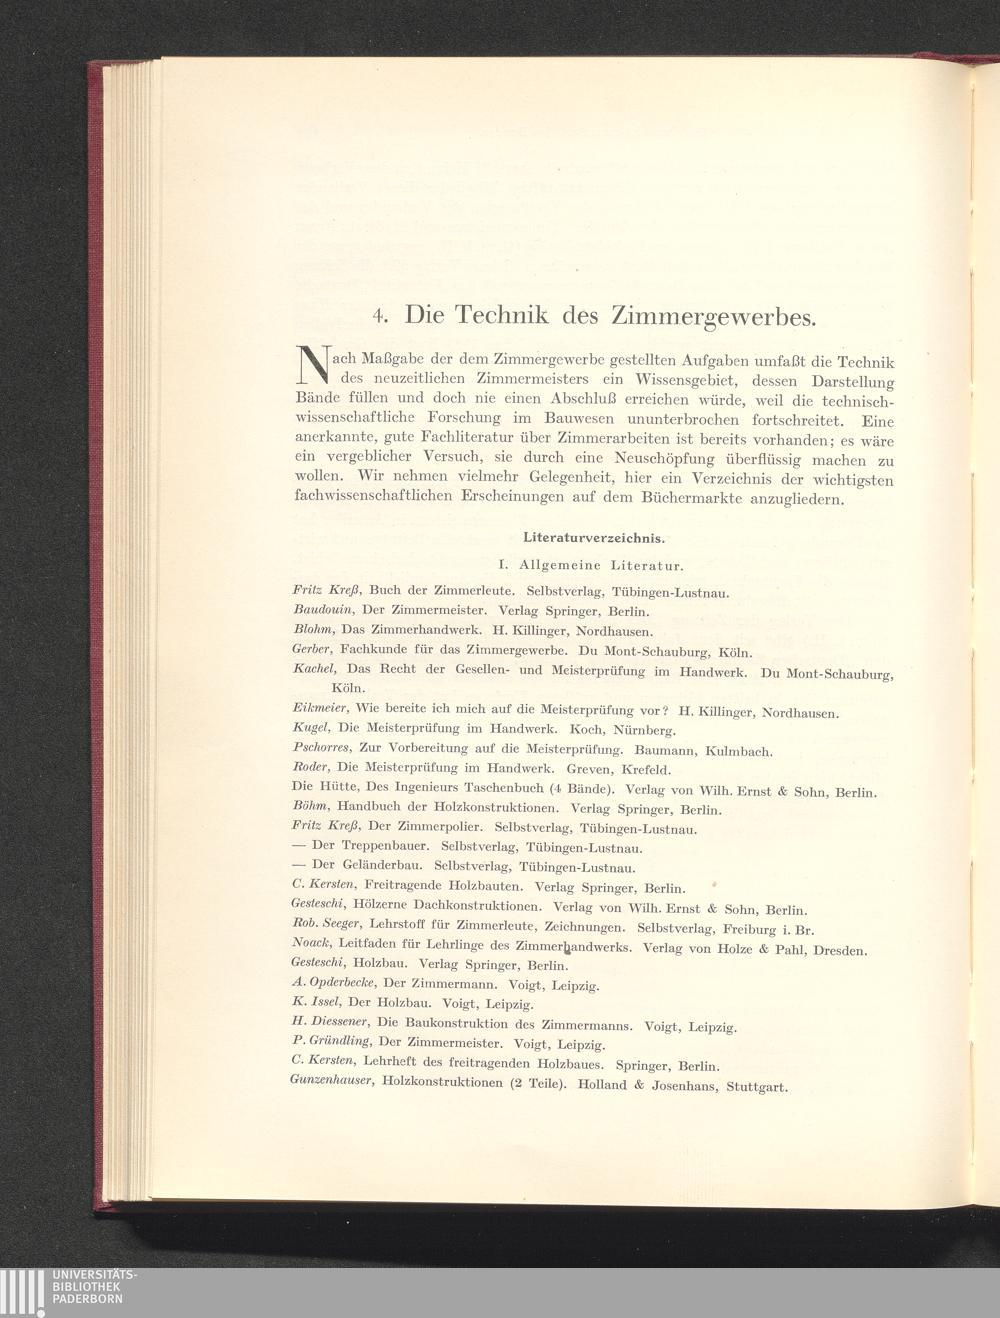 4. Die Technik des Zimmergewerbes.
Nach Maßgabe der dem Zimmergewerbe gestellten Aufgaben umfaßt die Technik
des neuzeitlichen Zimmermeisters ein Wissensgebiet, dessen Darstellung
Bände füllen und doch nie einen Abschluß erreichen würde, weil die technisch-
wissenschaftliche Forschung im Bauwesen ununterbrochen fortschreitet. Eine
anerkannte, gute Fachliteratur über Zimmerarbeiten ist bereits vorhanden; es wäre
ein vergeblicher Versuch, sie durch eine Neuschöpfung überflüssig machen zu
wollen. Wir nehmen vielmehr Gelegenheit, hier ein Verzeichnis der wichtigsten
fachwissenschaftlichen Erscheinungen auf dem Büchermarkte anzugliedern.
Literaturverzeichnis.
I. Allgemeine Literatur.
Fritz Kreß, Buch der Zimmerleute. Selbstverlag, Tübingen-Lustnau.
Baudouin, Der Zimmermeister. Verlag Springer, Berlin.
Blohm, Das Zimmerhandwerk. H. Killinger, Nordhausen.
Gerber, Fachkunde für das Zimmergewerbe. Du Mont-Schauburg, Köln.
Kachel, Das Recht der Gesellen- und Meisterprüfung im Handwerk. Du Mont-Schauburg,
Köln.
Eikmeier, Wie bereite ich mich auf die Meisterprüfung vor? H. Killinger, Nordhausen.
Kugel, Die Meisterprüfung im Handwerk. Koch, Nürnberg.
Pschorres, Zur Vorbereitung auf die Meisterprüfung. Baumann, Kulmbach.
Roder, Die Meisterprüfung im Handwerk. Greven, Krefeld.
Die Hütte, Des Ingenieurs Taschenbuch (4 Bände). Verlag von Wilh. Ernst & Sohn, Berlin.
Böhm, Handbuch der Holzkonstruktionen. Verlag Springer, Berlin.
Fritz Kreß, Der Zimmerpolier. Selbstverlag, Tübingen-Lustnau.
— Der Treppenbauer. Selbstverlag, Tübingen-Lustnau.
— Der Geländerbau. Selbstverlag, Tübingen-Lustnau.
C. Kersten, Freitragende Holzbauten. Verlag Springer, Berlin.
Gesteschi, Hölzerne Dachkonstruktionen. Verlag von Wilh. Ernst & Sohn, Berlin.
Rob. Seeger, Lehrstoff für Zimmerleute, Zeichnungen. Selbstverlag, Freiburg i. Br.
Noack, Leitfaden für Lehrlinge des Zimmerhandwerks. Verlag von Holze & Pahl, Dresden.
Gesteschi, Holzbau. Verlag Springer, Berlin.
A. Opderbecke, Der Zimmermann. Voigt, Leipzig.
K. Issel, Der Holzbau. Voigt, Leipzig.
H. Diessener, Die Baukonstruktion des Zimmermanns. Voigt, Leipzig.
P. Gründling, Der Zimmermeister. Voigt, Leipzig.
C. Kersten, Lehrheft des freitragenden Holzbaues. Springer, Berlin.
Gunzenhauser, Holzkonstruktionen (2 Teile). Holland & Josenhans, Stuttgart.
UNIVERSITÄTS-
BIBLIOTHEK
PADERBORN